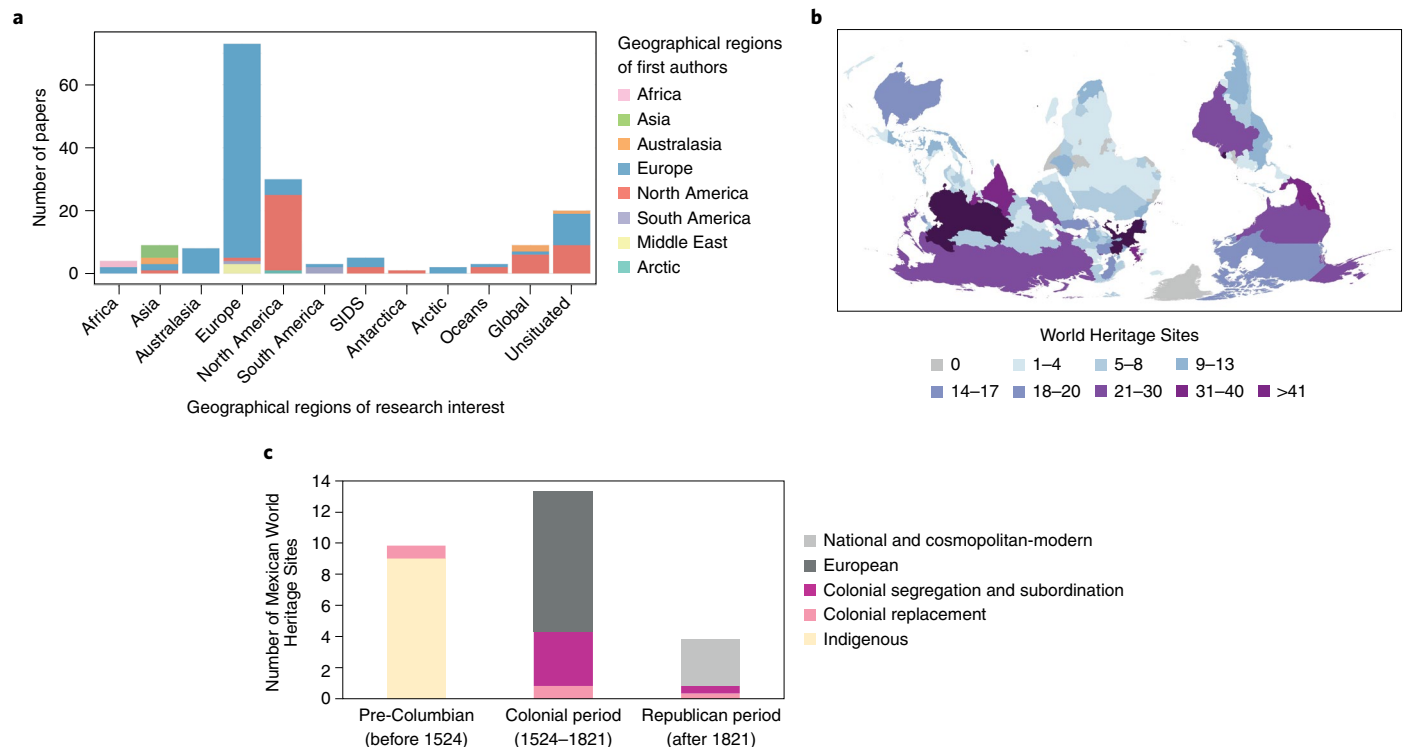 a
Number of papers
60
40
20
0
Africa
Asia
Australasia
Europe
North America
South America
SIDS
Antarctica
Arctic
Oceans
Global
Unsituated
Geographical regions of research interest
Geographical regions
of first authors
Africa
Asia
Australasia
Europe
North America
South America
Middle East
Arctic
b
World Heritage Sites
0 1–4 5–8 9–13
14–17 18–20 21–30 31–40 >41
c
Number of Mexican World
Heritage Sites
14
12
10
8
6
4
2
0
Pre-Columbian
(before 1524)
Colonial period
(1524–1821)
Republican period
(after 1821)
National and cosmopolitan-modern
European
Colonial segregation and subordination
Colonial replacement
Indigenous